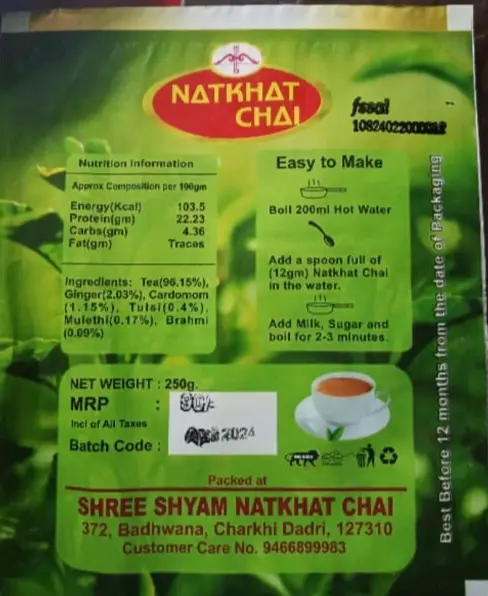 NATKHAT
CHAI
fssai
Nutrition Information
Approx Composition per 100gm
Energy(Kcal) 103.5
Protein(gm) 22.23
Carbs(gm) 4.36
Fat(gm) Traces
Ingredients: Tea(96.15%),
Ginger(2.03%), Cardomom
(1.15%), Tulsi(0.4%),
Mulethi(0.17%), Brahmi
(0.09%)
Easy to Make
Boil 200ml Hot Water
Add a spoon full of
(12gm) Natkhat Chai
in the water.
Add Milk, Sugar and
boil for 2-3 minutes.
Best Before 12 months from the date of Packaging
NET WEIGHT : 250g.
MRP :
Incl of All Taxes
Batch Code : 2024
Packed at
SHREE SHYAM NATKHAT CHAI
372, Badhwana, Charkhi Dadri, 127310
Customer Care No. 9466899983